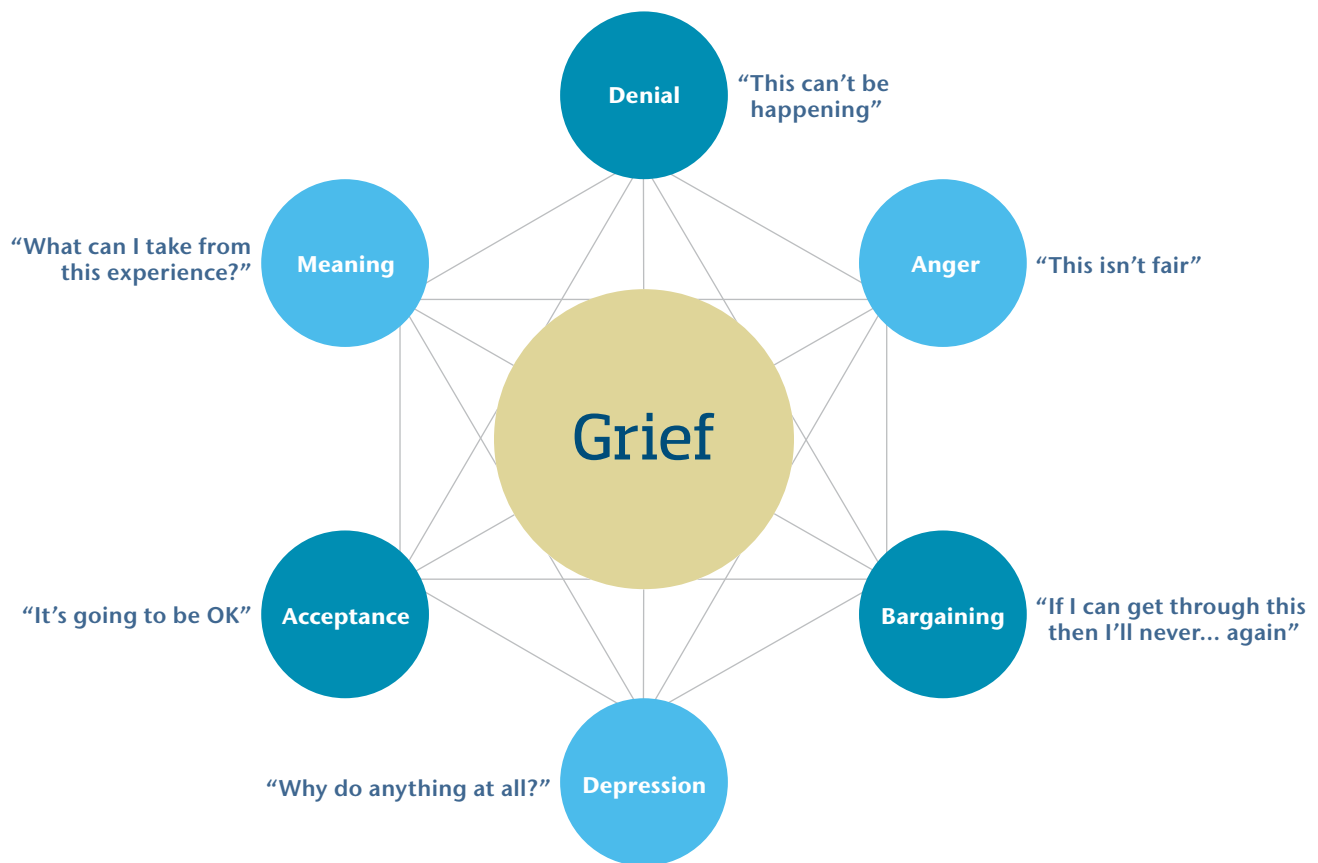 Denial
“This can’t be
happening”
Anger
“This isn’t fair”
Bargaining
“If I can get through this
then I’ll never... again”
Depression
“Why do anything at all?”
Acceptance
“It’s going to be OK”
Meaning
“What can I take from
this experience?”
Grief